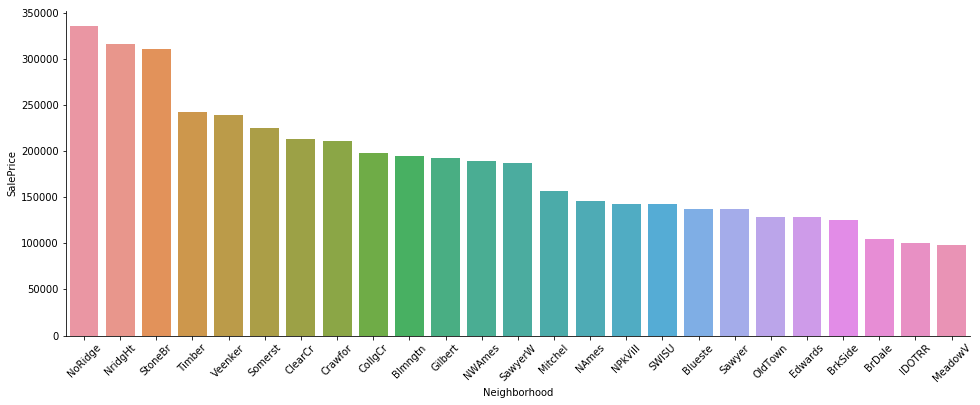 350000
300000
250000
200000
150000
100000
50000
0
SalePrice
NoRidge
NridgHt
StoneBr
Timber
Veenker
Somerst
ClearCr
Crawfor
CollgCr
Blmngtn
Gilbert
NWAmes
SawyerW
Mitchel
NAmes
NPkVill
SWISU
Blueste
Sawyer
OldTown
Edwards
BrkSide
BrDale
IDOTRR
MeadowV
Neighborhood